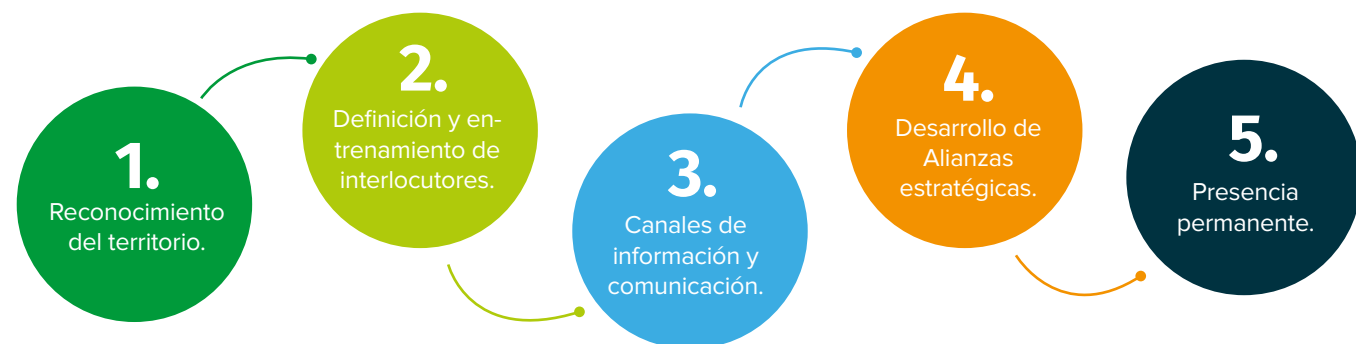 1.
Reconocimiento
del territorio.
2.
Definición y en-
trenamiento de
interlocutores.
3.
Canales de
información y
comunicación.
4.
Desarrollo de
Alianzas
estratégicas.
5.
Presencia
permanente.